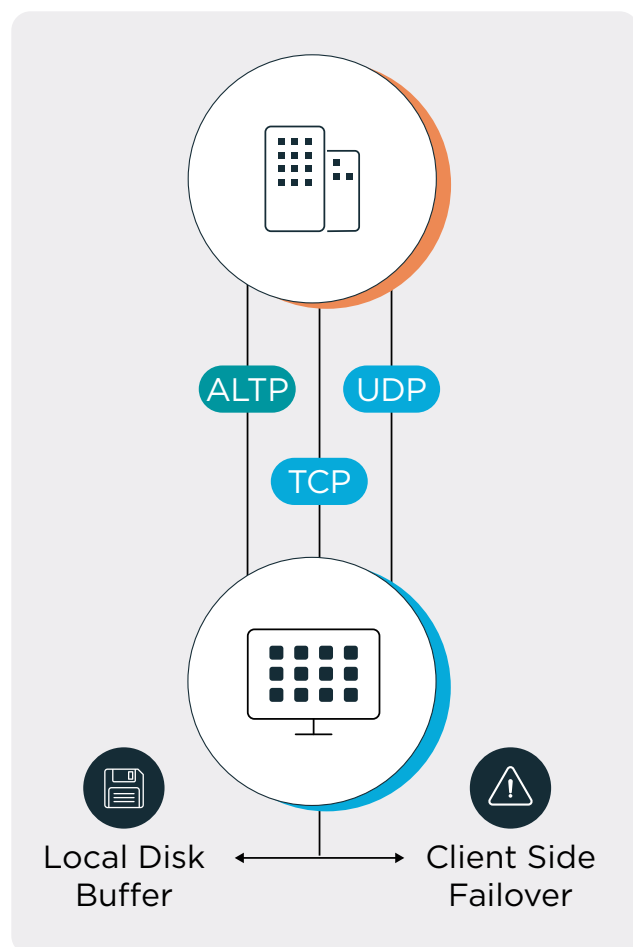 ALTP
UDP
TCP
Local Disk
Buffer
Client Side
Failover